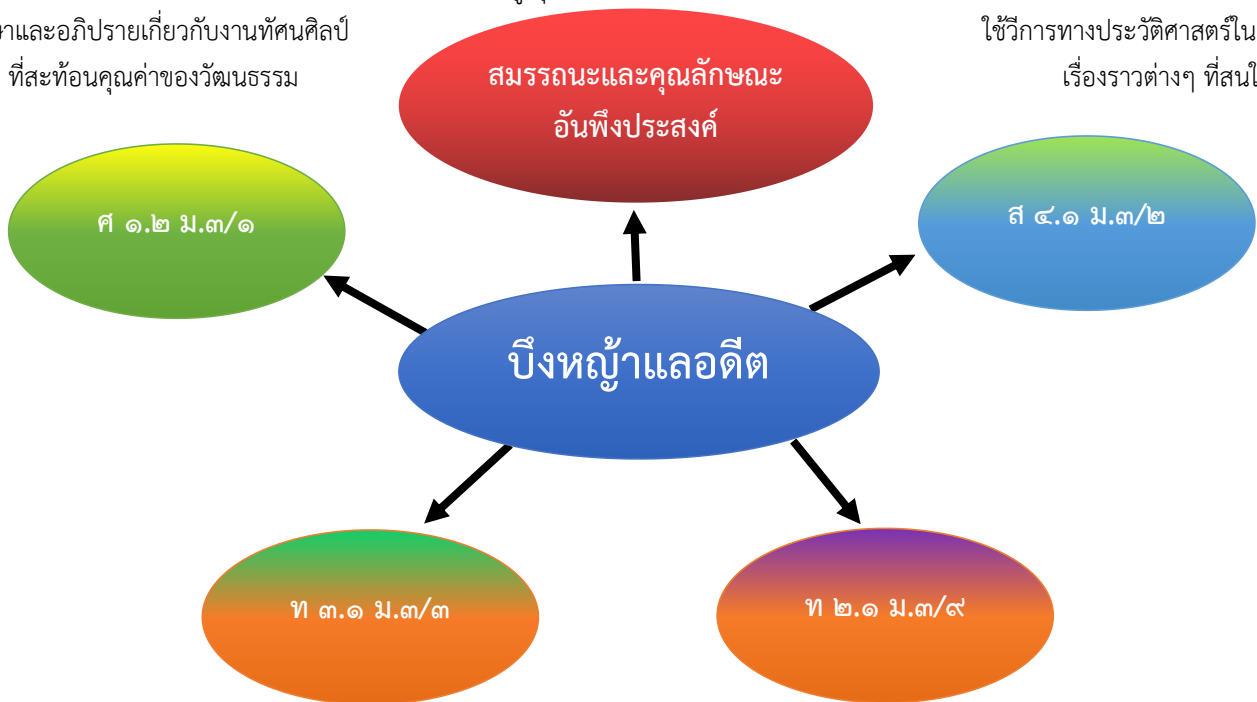 และอภิปรายเกี่ยวกับงานทัศนศิลป์
ที่สะท้อนคุณค่าของวัฒนธรรม
ใช้วีการทางประวัติศาสตร์ใน
เรื่องราวต่างๆ ที่
สมรรถนะและคุณลักษณะ
อันพึงประสงค์
ศ ๑.๒ ม.๓/๑
ส ๔.๑ ม.๓/๒
บึงหญ้าแลอดีต
ท ๓.๑ ม.๓/๓
ท ๒.๑ ม.๓/๙